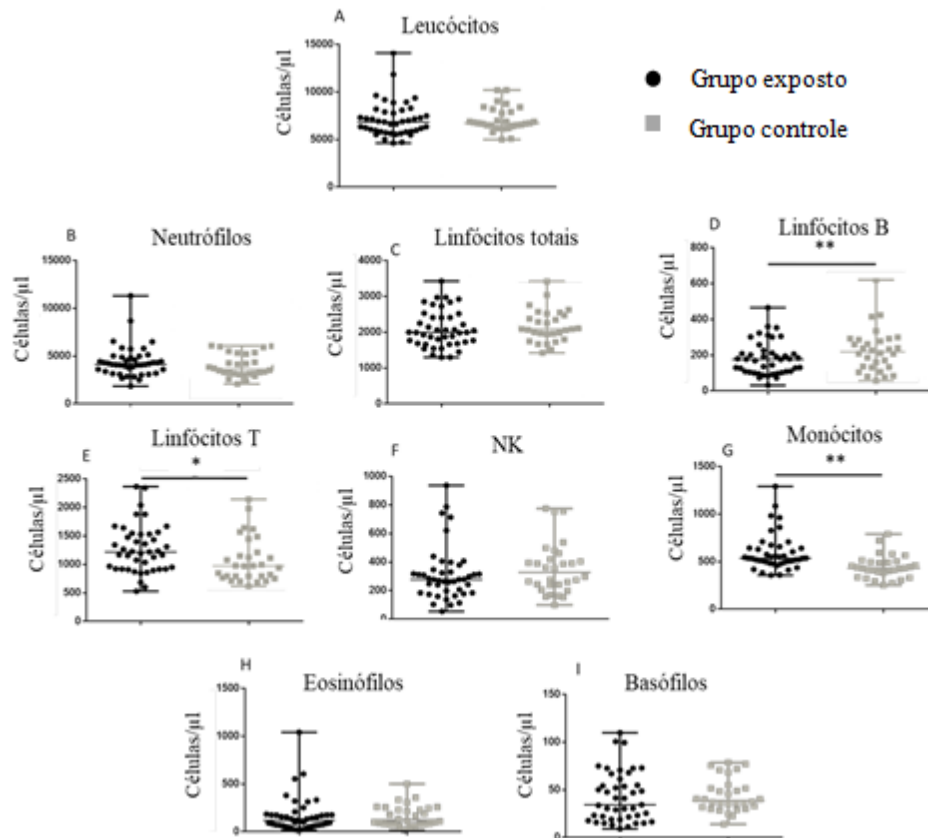 A
Leucócitos
Células/µl
15000
10000
5000
0
Grupo exposto
Grupo controle
B
Neutrófilos
Células/µl
15000
10000
5000
0
C
Linfócitos totais
Células/µl
4000
3000
2000
1000
0
D
Linfócitos B
**
Células/µl
800
600
400
200
0
E
Linfócitos T
*
Células/µl
2500
2000
1500
1000
500
0
F
NK
Células/µl
1000
800
600
400
200
0
G
Monócitos
**
Células/µl
1500
1000
500
0
H
Eosinófilos
Células/µl
1500
1000
500
0
I
Basófilos
Células/µl
150
100
50
0